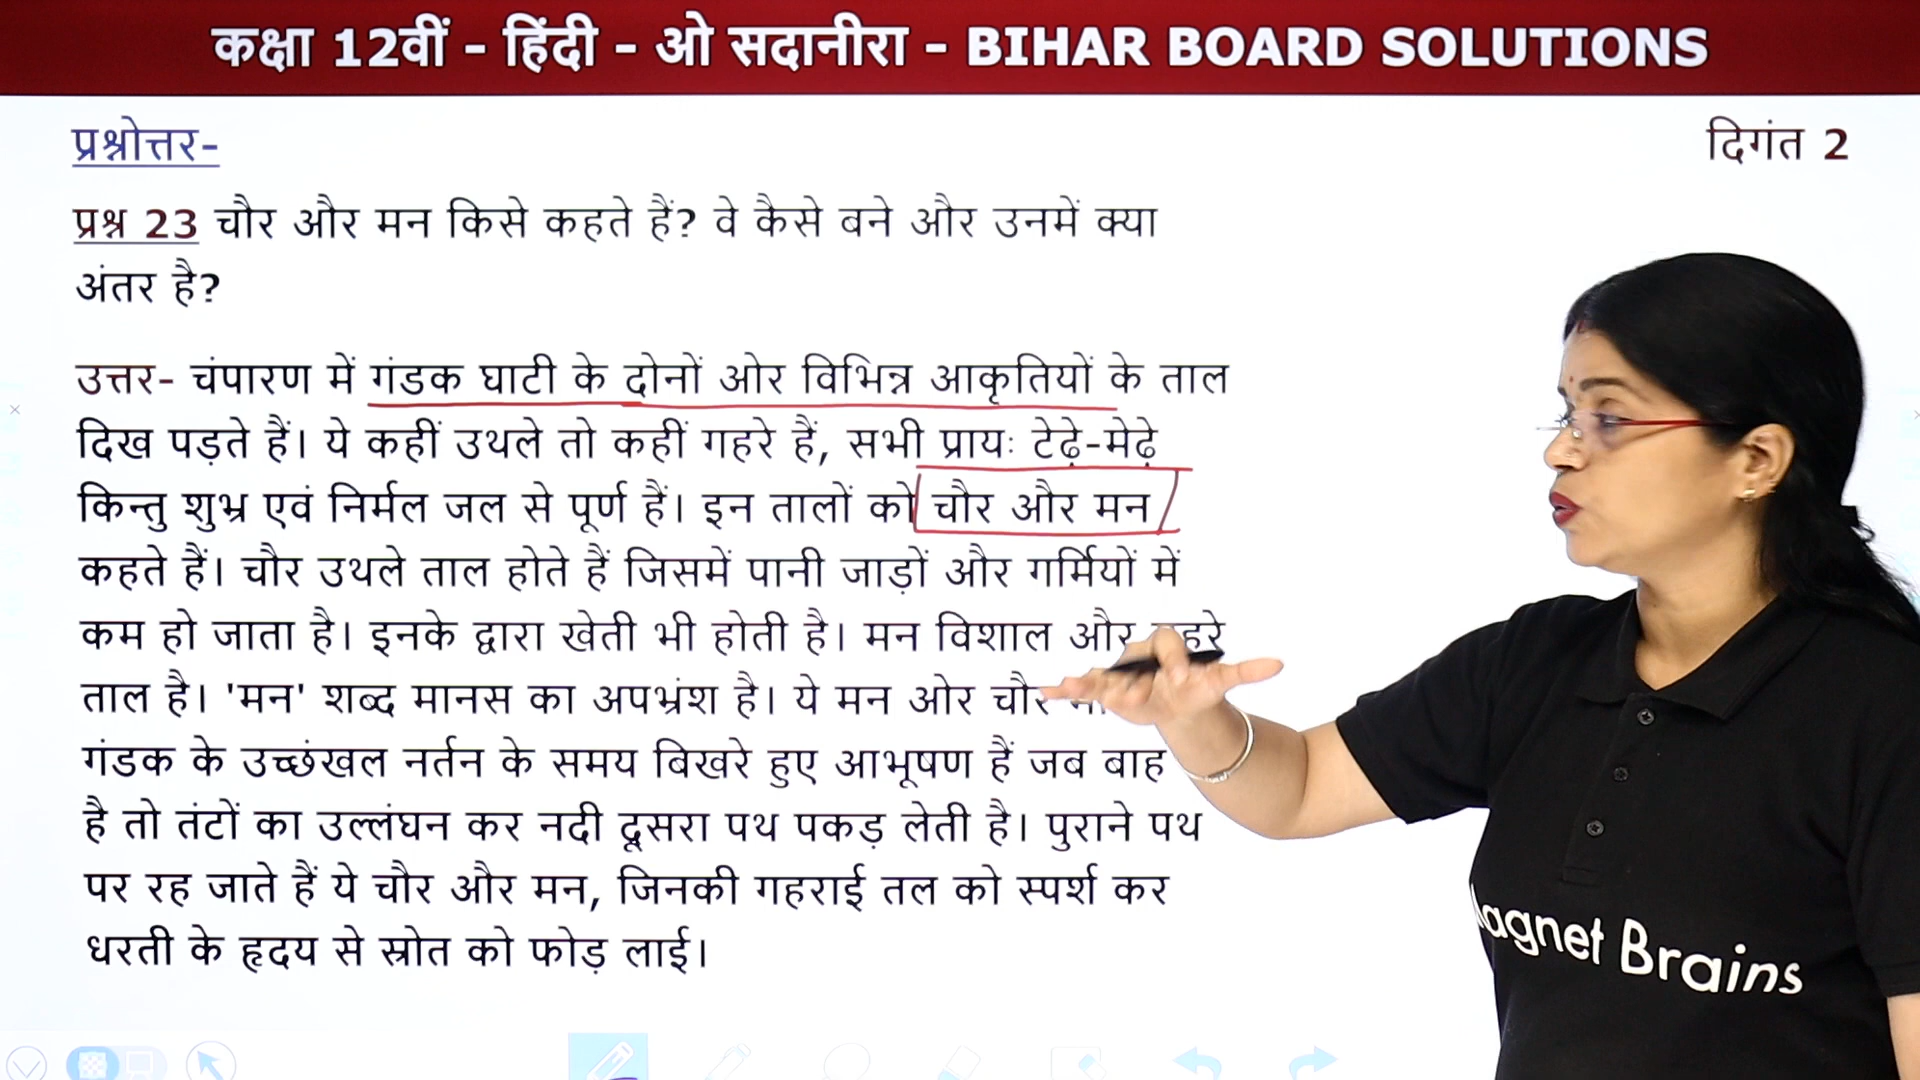 कक्षा 12वीं - हिंदी - ओ सदानीरा - BIHAR BOARD SOLUTIONS
प्रश्नोत्तर-
दिगंत 2
प्रश्न 23 चौर और मन किसे कहते हैं? वे कैसे बने और उनमें क्या
अंतर है?
उत्तर- चंपारण में गंडक घाटी के दोनों ओर विभिन्न आकृतियों के ताल
दिख पड़ते हैं। ये कहीं उथले तो कहीं गहरे हैं, सभी प्रायः टेढ़े-मेढ़े
किन्तु शुभ्र एवं निर्मल जल से पूर्ण हैं। इन तालों को चौर और मन
कहते हैं। चौर उथले ताल होते हैं जिसमें पानी जाड़ों और गर्मियों में
कम हो जाता है। इनके द्वारा खेती भी होती है। मन विशाल और
ताल है। 'मन' शब्द मानस का अपभ्रंश है। ये मन ओर चौर
गंडक के उच्छंखल नर्तन के समय बिखरे हुए आभूषण हैं जब बाह
है तो तंटों का उल्लंघन कर नदी दूसरा पथ पकड़ लेती है। पुराने पथ
पर रह जाते हैं ये चौर और मन, जिनकी गहराई तल को स्पर्श कर
धरती के हृदय से स्रोत को फोड़ लाई।
Brains